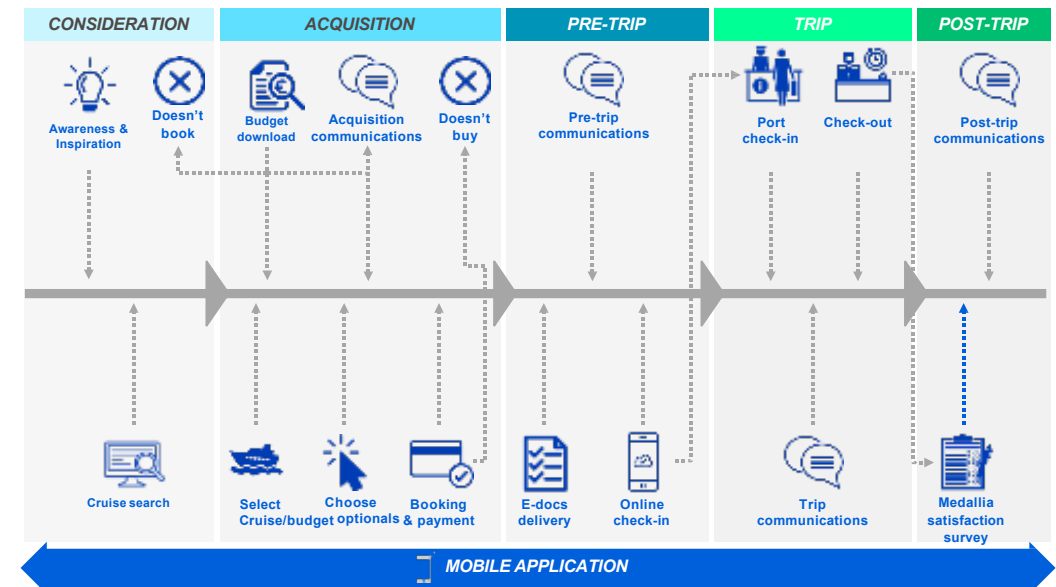 CONSIDERATION
ACQUISITION
PRE-TRIP
TRIP
POST-TRIP
Awareness &
Inspiration
Doesn't
book
Budget
download
Acquisition
communications
Doesn't
buy
Pre-trip
communications
Port
check-in
Check-out
Post-trip
communications
Cruise search
Select
Cruise/budget
Choose
optionals
Booking
& payment
E-docs
delivery
Online
check-in
Trip
communications
Medallia
satisfaction
survey
MOBILE APPLICATION